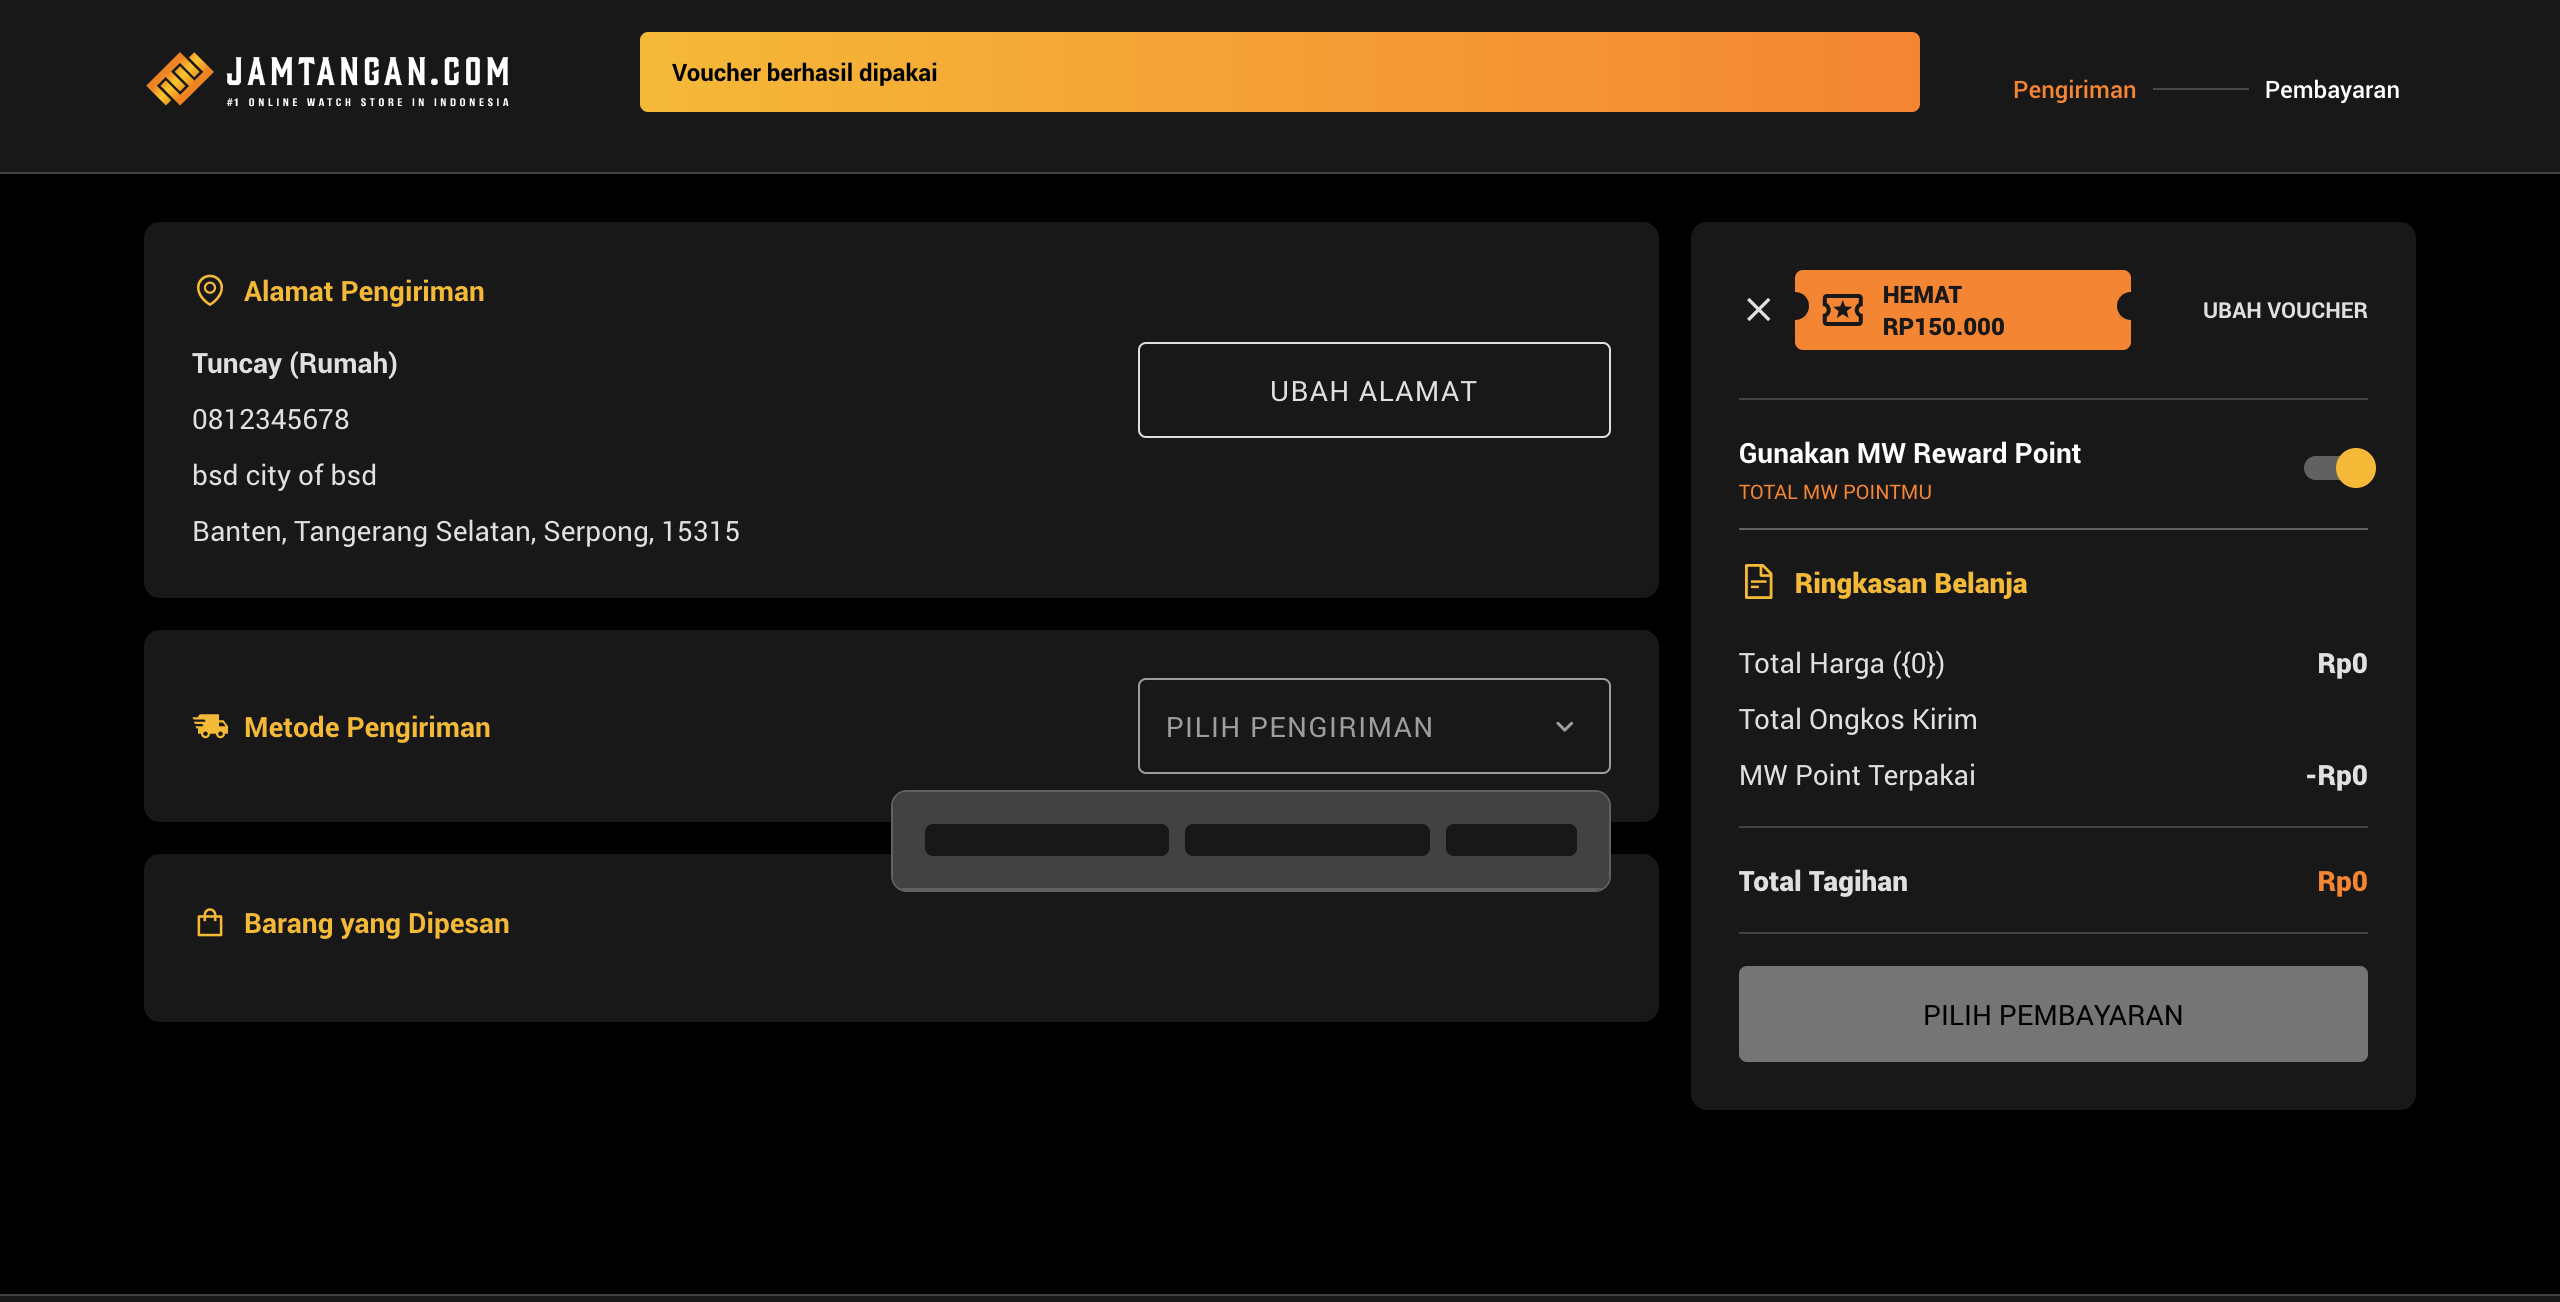 JAMTANGAN.COM
#1 ONLINE WATCH STORE IN INDONESIA
Voucher berhasil dipakai
Pengiriman
Pembayaran
Alamat Pengiriman
Tuncay (Rumah)
0812345678
bsd city of bsd
Banten, Tangerang Selatan, Serpong, 15315
UBAH ALAMAT
Metode Pengiriman
PILIH PENGIRIMAN
Barang yang Dipesan
HEMAT
RP150.000
UBAH VOUCHER
Gunakan MW Reward Point
TOTAL MW POINTMU
Ringkasan Belanja
Total Harga ({0}) Rp0
Total Ongkos Kirim
MW Point Terpakai -Rp0
Total Tagihan Rp0
PILIH PEMBAYARAN